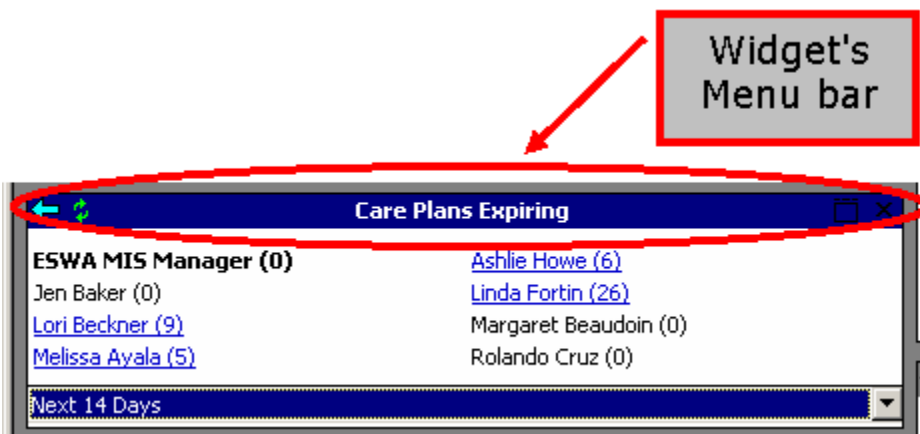 Widget's
Menu bar
Care Plans Expiring
ESWA MIS Manager (0)
Jen Baker (0)
Lori Beckner (9)
Melissa Ayala (5)
Ashlie Howe (6)
Linda Fortin (26)
Margaret Beaudoin (0)
Rolando Cruz (0)
Next 14 Days